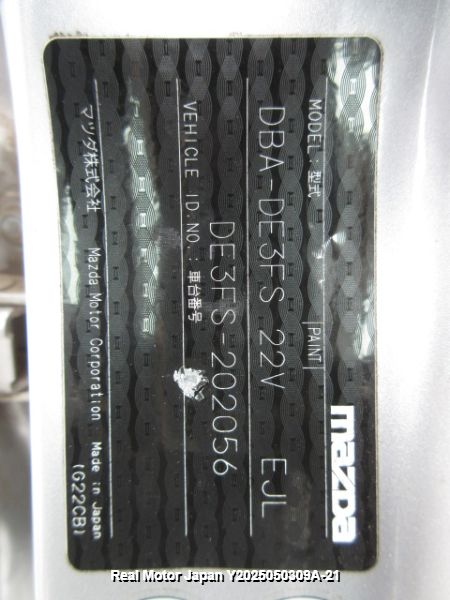 mazda
MODEL:型式 PAINT
DBA-DE3FS 22V EJL
VEHICLE ID.NO.:車台番号
DE3FS-202056
マツダ株式会社 Mazda Motor Corporation Made in Japan
(G22CB)
Real Motor Japan Y2025050309A-21